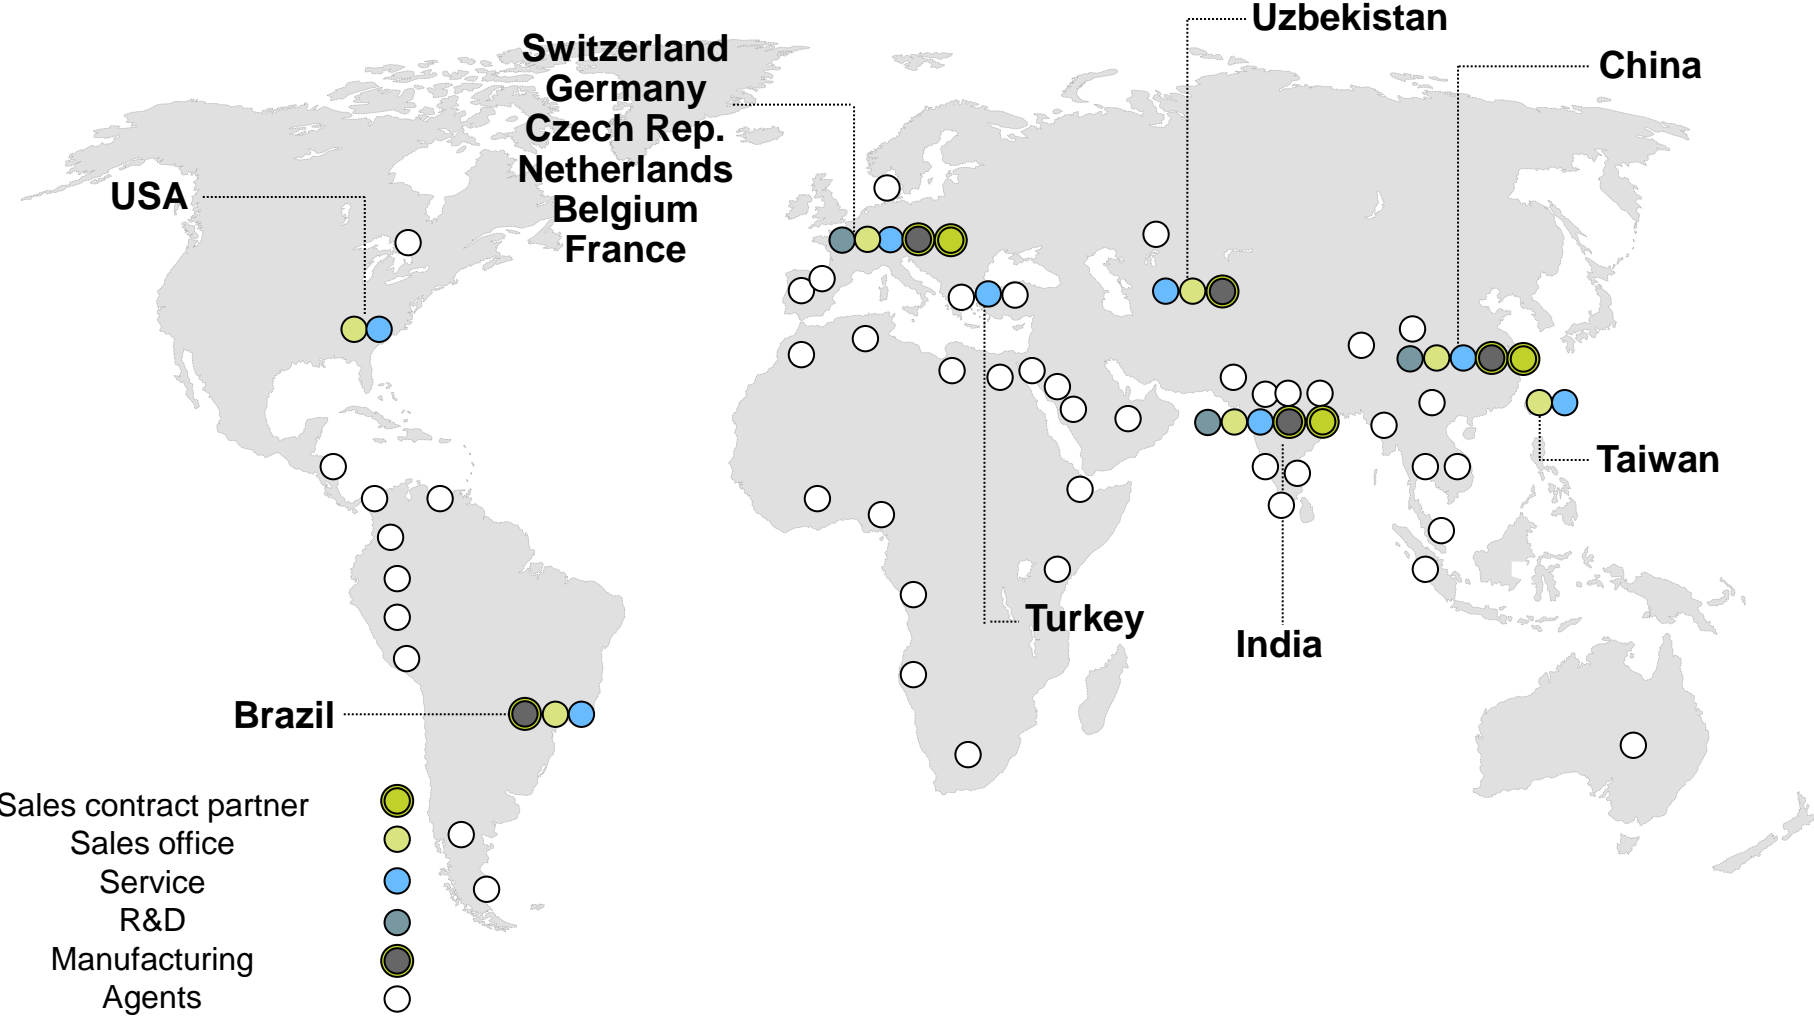 Uzbekistan
Switzerland
Germany
Czech Rep.
Netherlands
Belgium
France
China
USA
Taiwan
Turkey
India
Brazil
Sales contract partner
Sales office
Service
R&D
Manufacturing
Agents